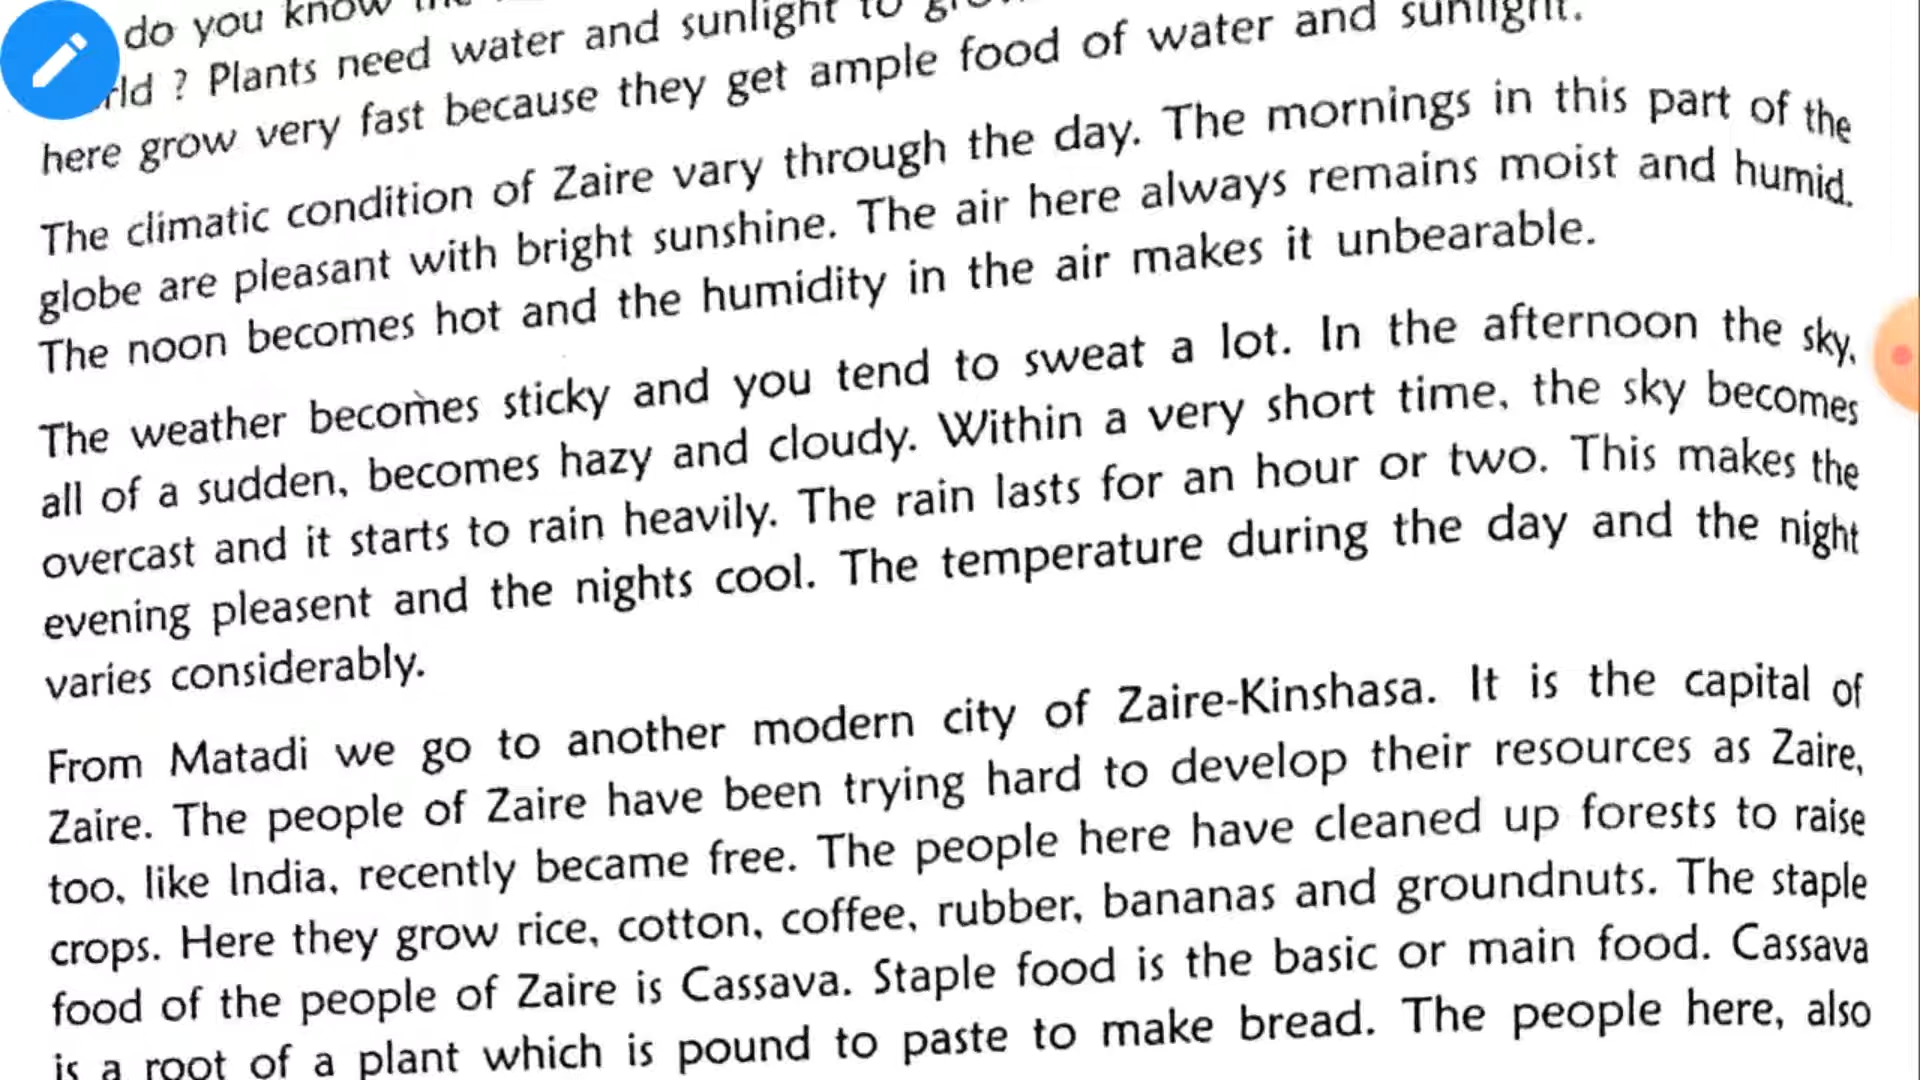 do you know
rld ? Plants need water and sunlight to
here grow very fast because they get ample food of water and sunlight.
The climatic condition of Zaire vary through the day. The mornings in this part of the
globe are pleasant with bright sunshine. The air here always remains moist and humid.
The noon becomes hot and the humidity in the air makes it unbearable.
The weather becomes sticky and you tend to sweat a lot. In the afternoon the sky,
all of a sudden, becomes hazy and cloudy. Within a very short time, the sky becomes
overcast and it starts to rain heavily. The rain lasts for an hour or two. This makes the
evening pleasent and the nights cool. The temperature during the day and the night
varies considerably.
From Matadi we go to another modern city of Zaire-Kinshasa. It is the capital of
Zaire. The people of Zaire have been trying hard to develop their resources as Zaire,
too, like India, recently became free. The people here have cleaned up forests to raise
crops. Here they grow rice, cotton, coffee, rubber, bananas and groundnuts. The staple
food of the people of Zaire is Cassava. Staple food is the basic or main food. Cassava
is a root of a plant which is pound to paste to make bread. The people here, also